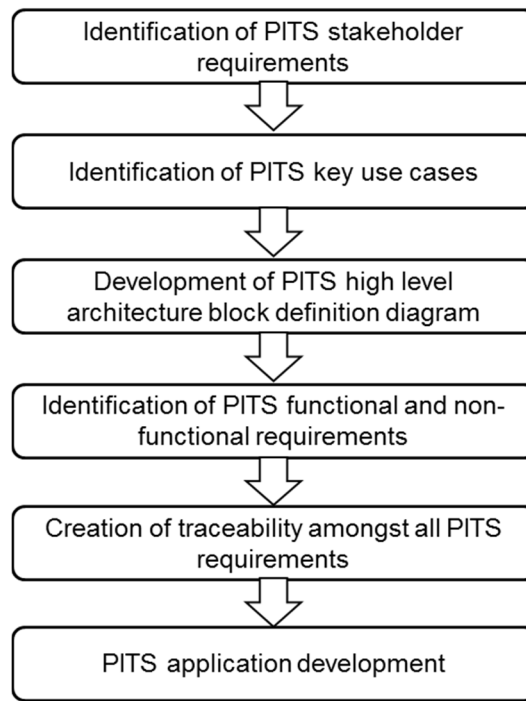 Identification of PITS stakeholder
requirements
Identification of PITS key use cases
Development of PITS high level
architecture block definition diagram
Identification of PITS functional and non-
functional requirements
Creation of traceability amongst all PITS
requirements
PITS application development